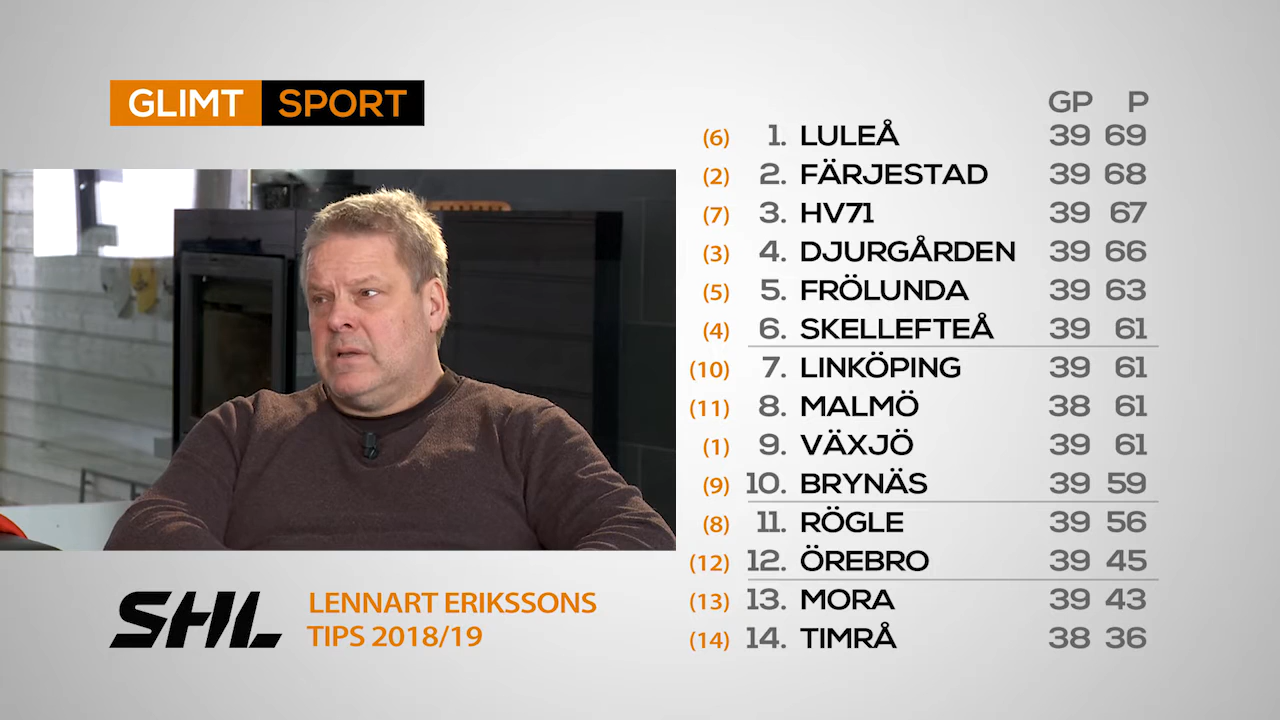 GLIMT SPORT
GP P
(6) 1. LULEÅ 39 69
(2) 2. FÄRJESTAD 39 68
(7) 3. HV71 39 67
(3) 4. DJURGÅRDEN 39 66
(5) 5. FRÖLUNDA 39 63
(4) 6. SKELLEFTEÅ 39 61
(10) 7. LINKÖPING 39 61
(11) 8. MALMÖ 38 61
(1) 9. VÄXJÖ 39 61
(9) 10. BRYNÄS 39 59
(8) 11. RÖGLE 39 56
(12) 12. ÖREBRO 39 45
(13) 13. MORA 39 43
(14) 14. TIMRÅ 38 36
SHL
LENNART ERIKSSONS
TIPS 2018/19